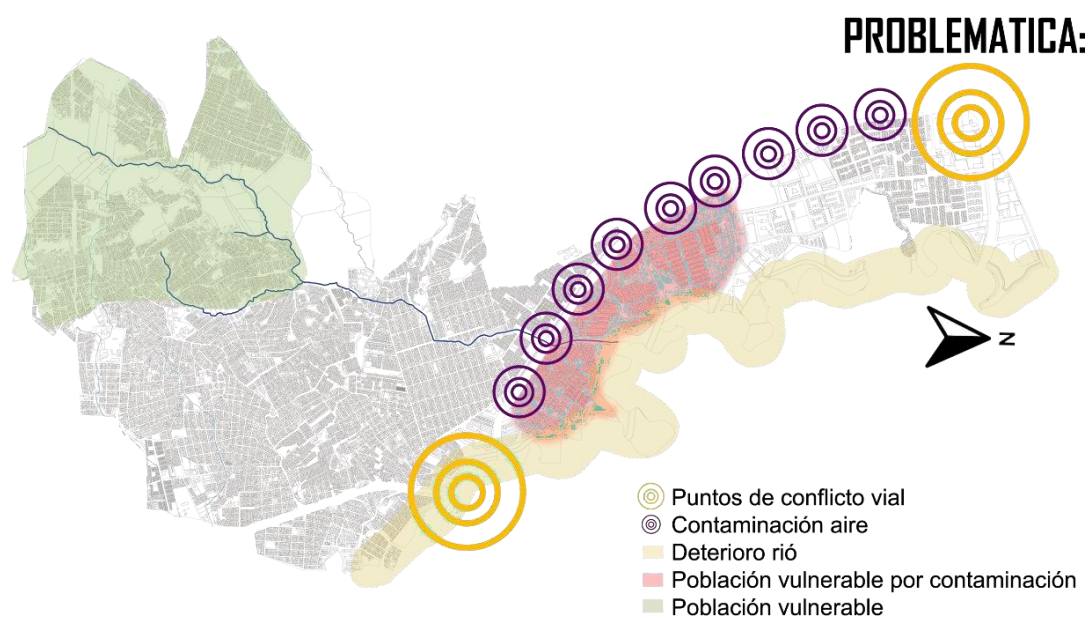 PROBLEMATICA:
N
Puntos de conflicto vial
Contaminación aire
Deterioro rió
Población vulnerable por contaminación
Población vulnerable